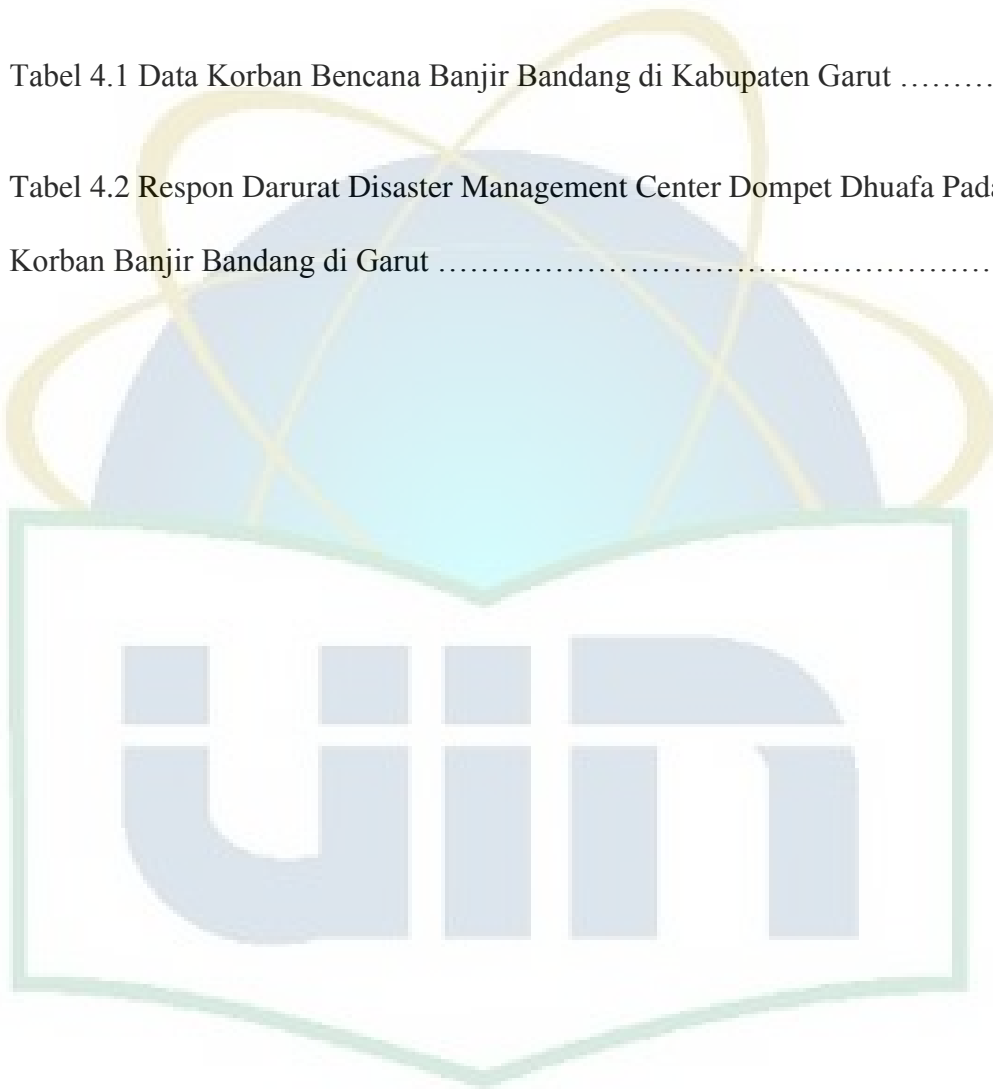 Tabel 4.1 Data Korban Bencana Banjir Bandang di Kabupaten Garut ………
Tabel 4.2 Respon Darurat Disaster Management Center Dompet Dhuafa Pada
Korban Banjir Bandang di Garut ……………………………………………
uin